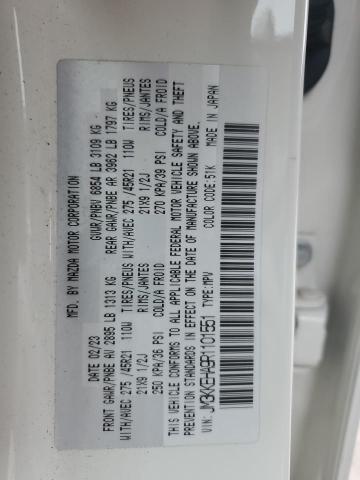 MFD. BY MAZDA MOTOR CORPORATION
DATE 02/23 GVWR/PNBV 6854 LB 3109 KG
FRONT GAWR/PNBE AV 2895 LB 1313 KG REAR GAWR/PNBE AR 3962 LB 1797 KG
WITH/AVEC 275 /45R21 110W TIRES/PNEUS WITH/AVEC 275 /45R21 110W TIRES/PNEUS
21X9 1/2J RIMS/JANTES 21X9 1/2J RIMS/JANTES
250 KPA/36 PSI COLD/A FROID 270 KPA/39 PSI COLD/A FROID
THIS VEHICLE CONFORMS TO ALL APPLICABLE FEDERAL MOTOR VEHICLE SAFETY AND THEFT
PREVENTION STANDARDS IN EFFECT ON THE DATE OF MANUFACTURE SHOWN ABOVE.
VIN: JM3KKEHA9R1101551 TYPE:MPV COLOR CODE:51K MADE IN JAPAN